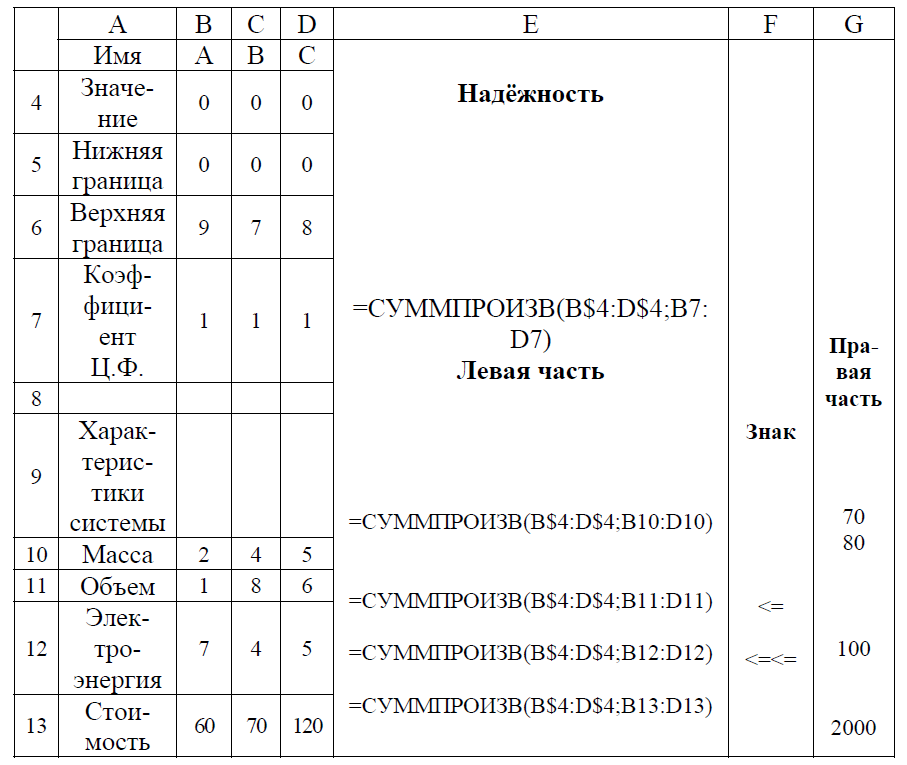 A B C D E F G
Имя A B C
4 Значе-
ние 0 0 0 Надёжность
5 Нижняя
граница 0 0 0
6 Верхняя
граница 9 7 8
7 Коэф-
фици-
ент
Ц.Ф. 1 1 1 =СУММПРОИЗВ(B$4:D$4;B7:
D7)
Левая часть
Пра-
вая
часть
8
Знак
9 Харак-
терис-
тики
системы
=СУММПРОИЗВ(B$4:D$4;B10:D10) 70
80
10 Масса 2 4 5
11 Объем 1 8 6
=СУММПРОИЗВ(B$4:D$4;B11:D11) <=
12 Элек-
тро-
энергия 7 4 5
=СУММПРОИЗВ(B$4:D$4;B12:D12) <=<= 100
=СУММПРОИЗВ(B$4:D$4;B13:D13)
13 Стои-
мость 60 70 120 2000